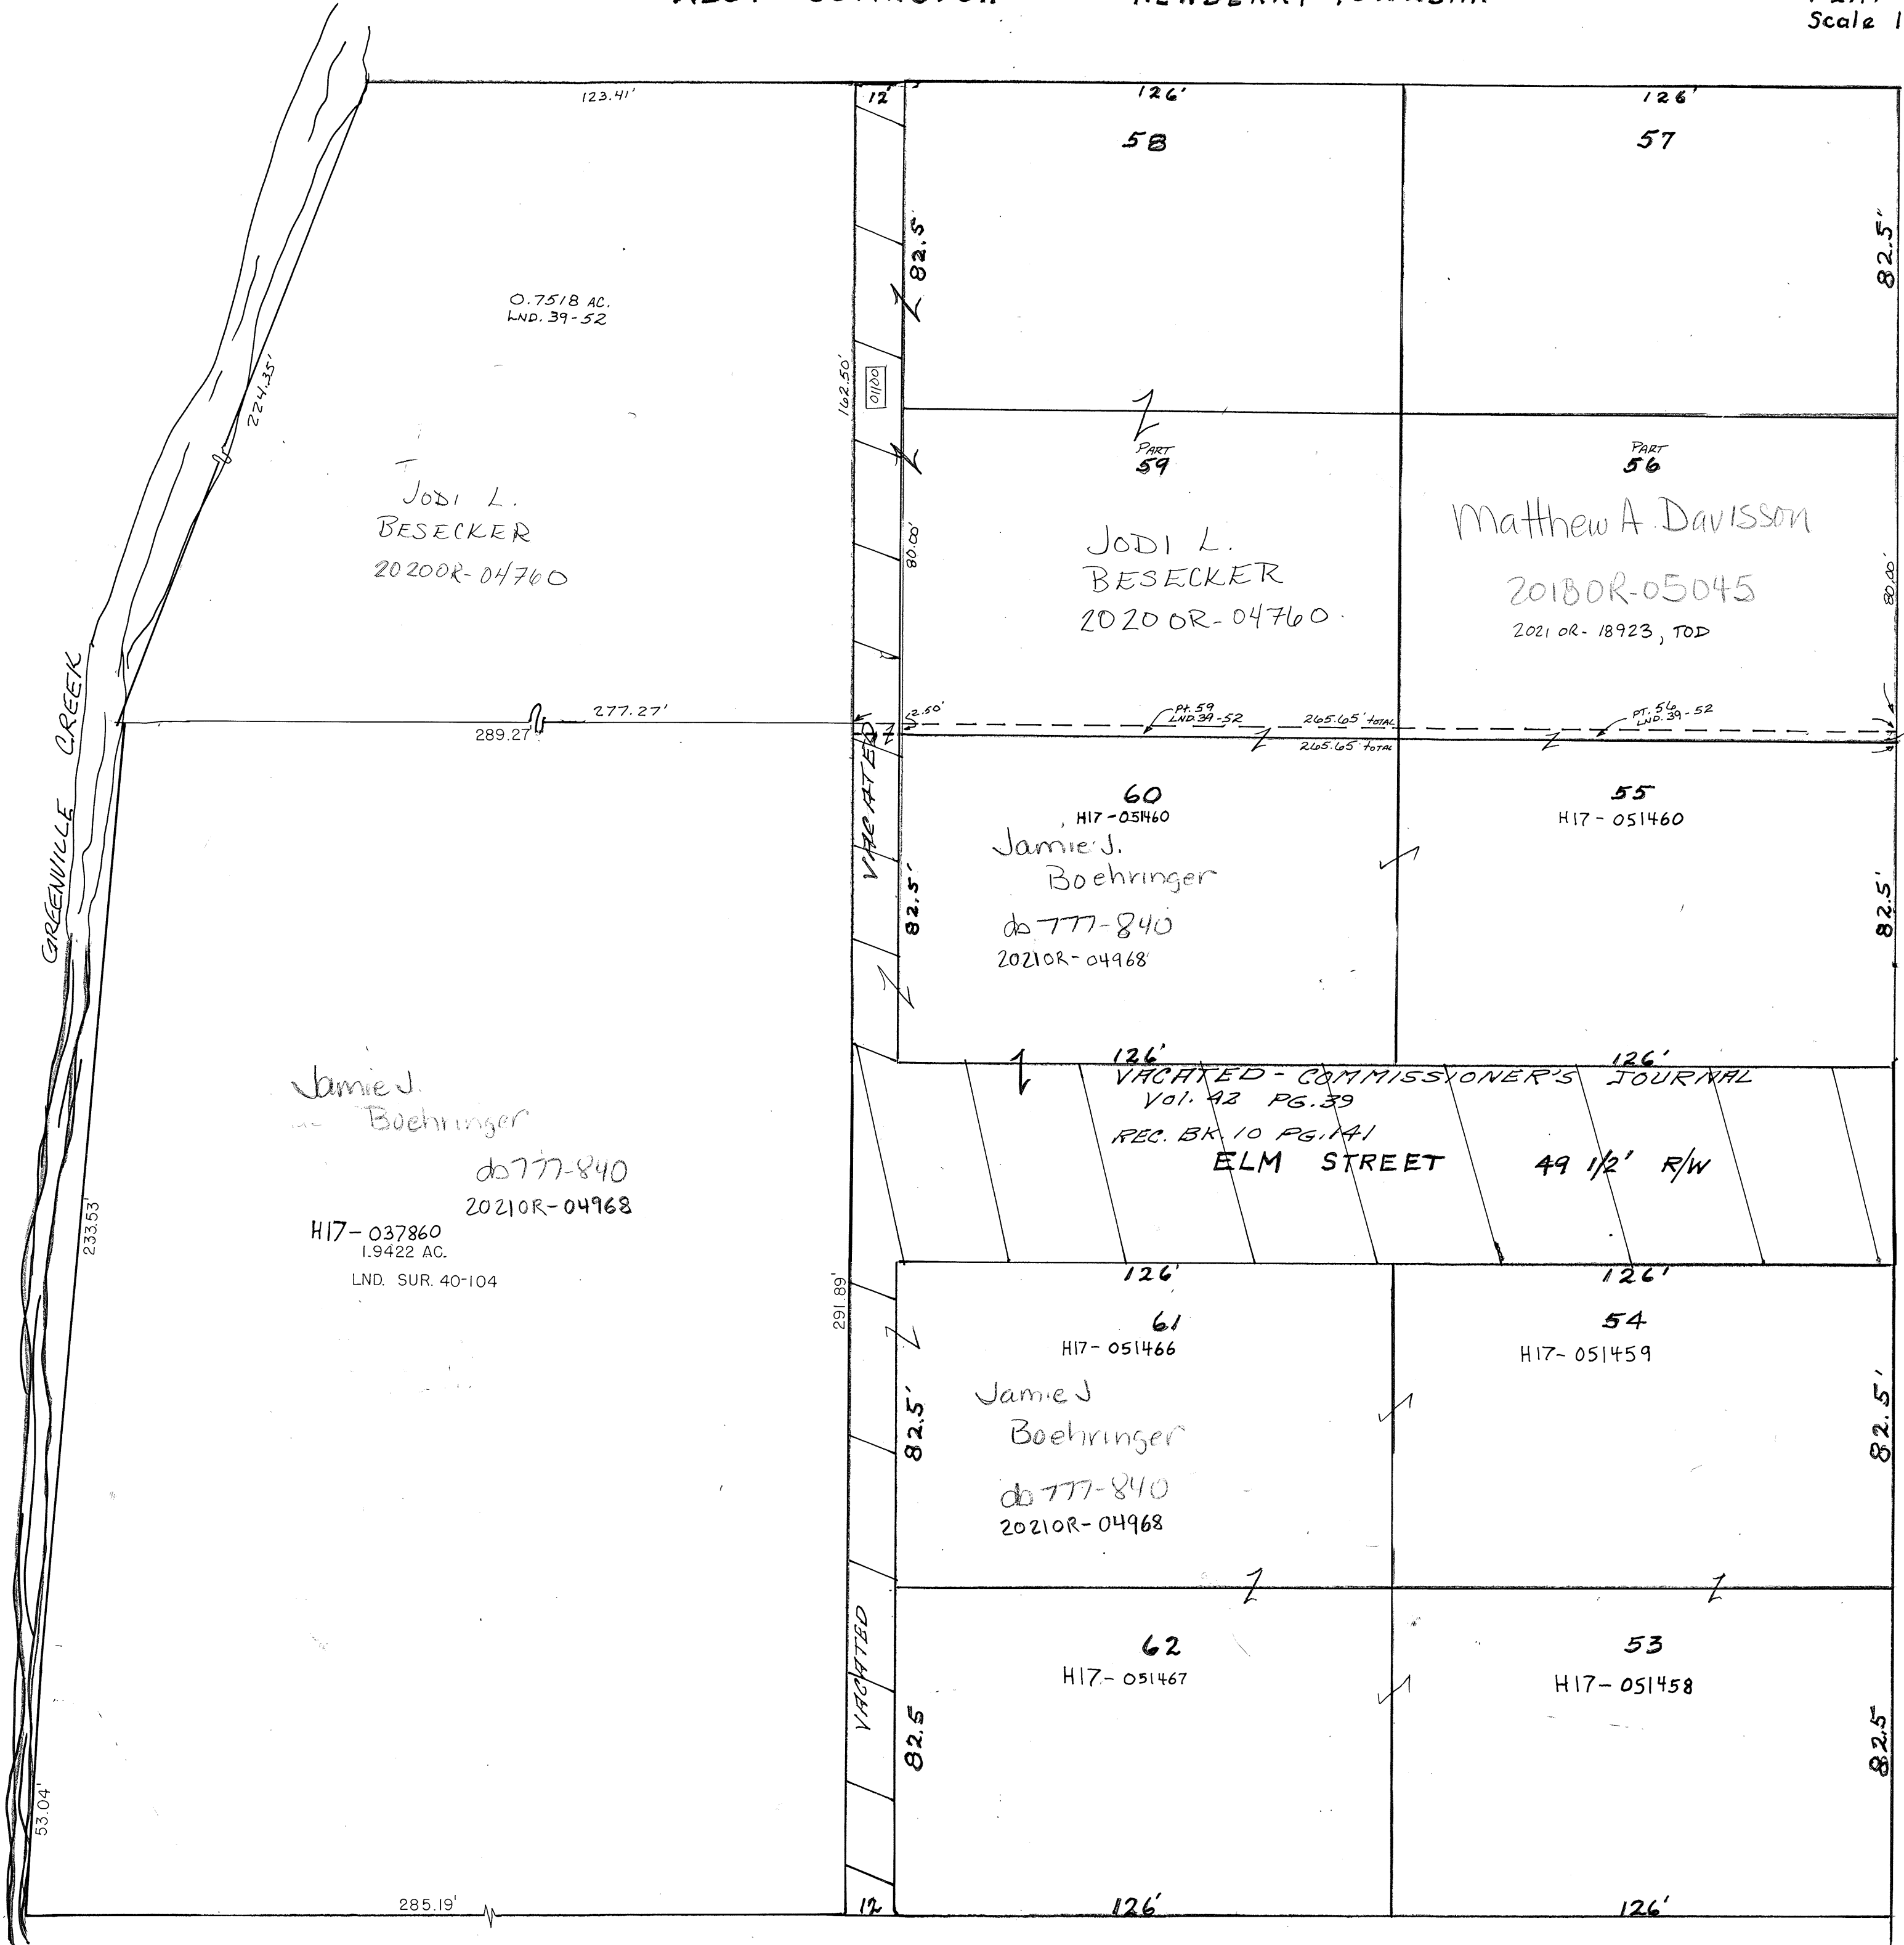 NEWBERRY TOWNSHIP
Scale 1
123.41'
12'
126'
126'
58
57
82.5'
82.5'
0.7518 AC.
LND. 39-52
224.35'
162.50'
00110
PART
59
PART
56
JODI L.
BESECKER
2020OR-04760
80.00'
JODI L.
BESECKER
2020 OR-04760
Matthew A Davisson
2018OR-05045
2021 OR-18923, TOD
80.00'
GREENVILLE CREEK
277.27'
289.27'
2.50'
Pt. 59
LND. 39-52
265.65' TOTAL
265.65' TOTAL
PT. 56
LND. 39-52
VACATED
60
H17-051460
Jamie J.
Boehringer
db 777-840
2021OR-04968
55
H17-051460
82.5'
82.5'
126'
126'
VACATED - COMMISSIONER'S JOURNAL
Vol. 42 PG. 39
REC. BK. 10 PG. 141
ELM STREET 49 1/2' R/W
Jamie J.
Boehringer
db 777-840
2021OR-04968
H17-037860
1.9422 AC.
LND. SUR. 40-104
233.53'
291.89'
126'
126'
61
H17-051466
Jamie J
Boehringer
db 777-840
2021OR-04968
54
H17-051459
82.5'
82.5'
VACATED
62
H17-051467
53
H17-051458
82.5
82.5
53.04'
285.19'
12
126'
126'